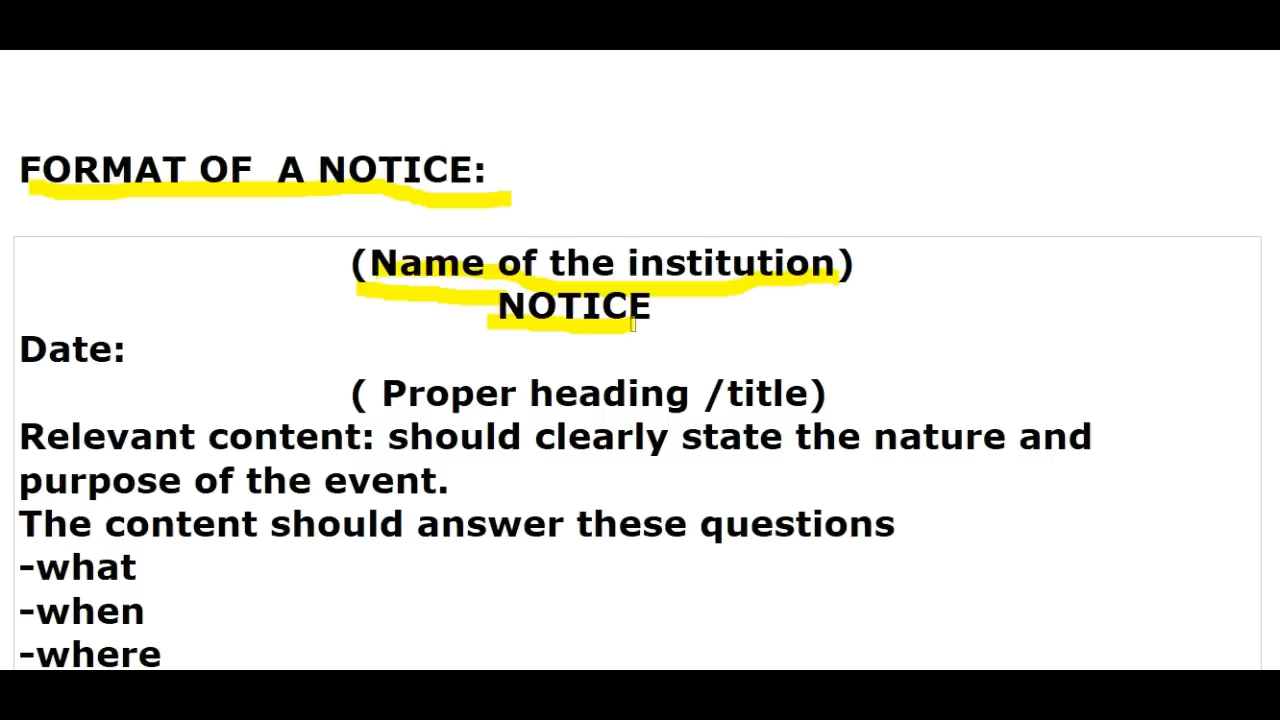 FORMAT OF  A NOTICE:
(Name of the institution)
NOTICE
Date:
( Proper heading /title)
Relevant content: should clearly state the nature and
purpose of the event.
The content should answer these questions
-what
-when
-where